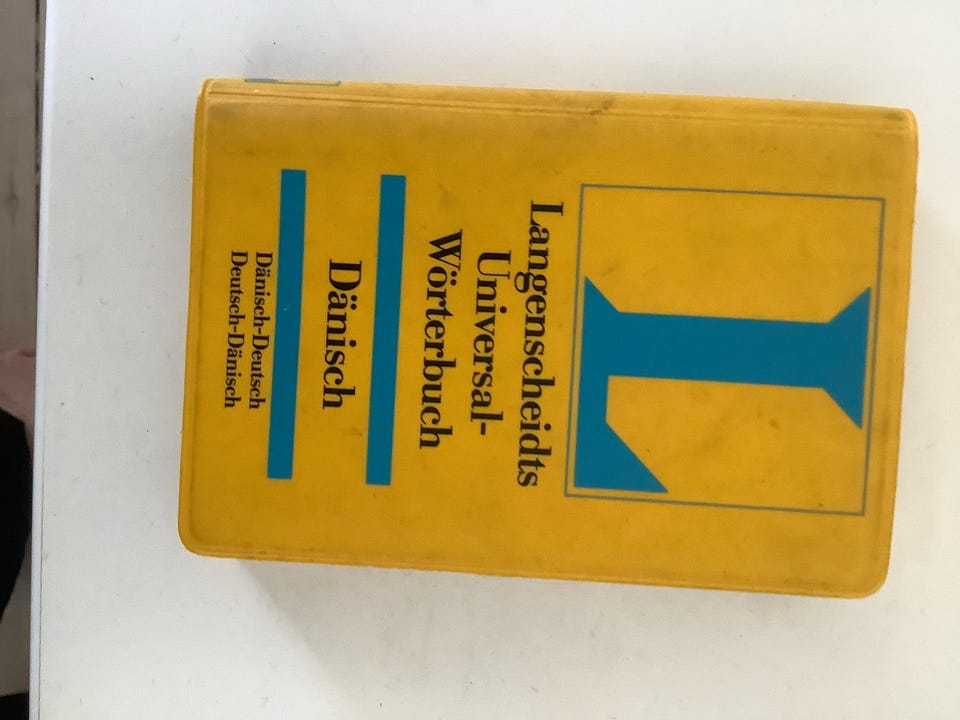 L
Langenscheidts
Universal-
Wörterbuch
Dänisch
Dänisch-Deutsch
Deutsch-Dänisch